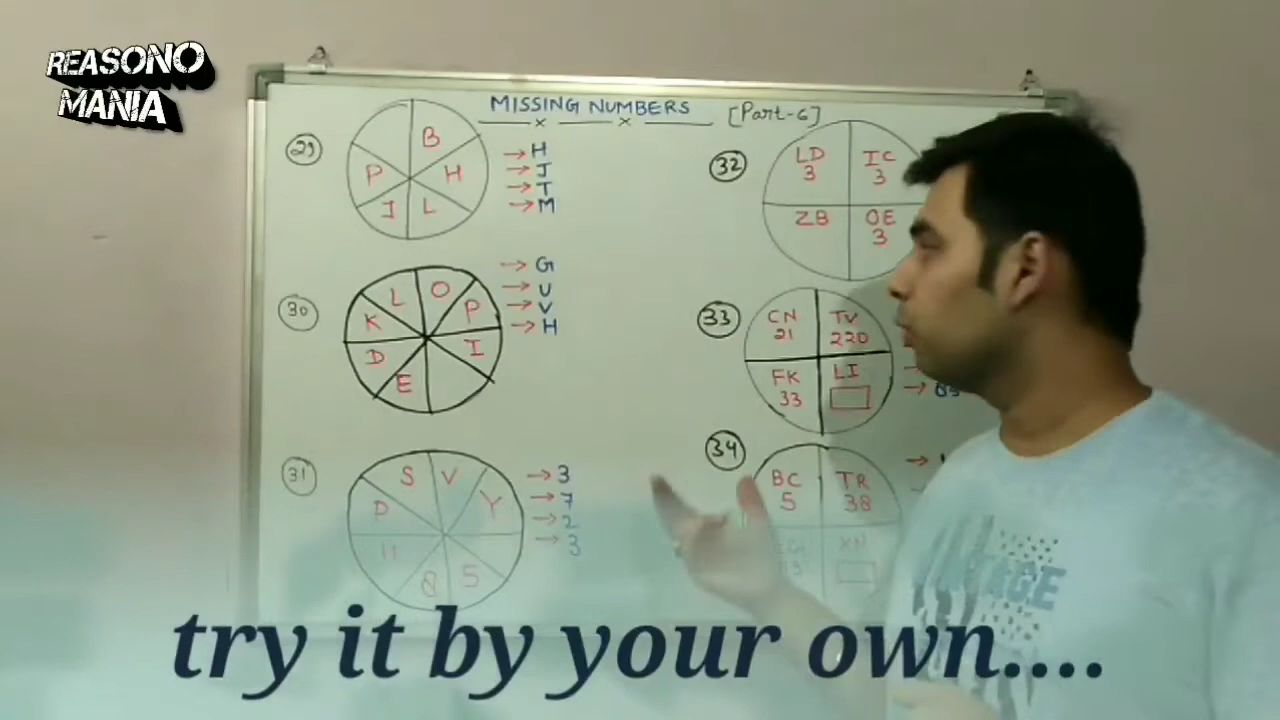 REASONO
MANIA
MISSING NUMBERS [Part-6]
29
B
P H
J L
→ H
→ J
→ T
→ M
30
L O
K P
D I
E
→ G
→ U
→ V
→ H
31
S V
P Y
11
8 5
→ 3
→ 7
→ 2
→ 3
32
LD IC
3 3
ZB OE
3
33
CN TV
21 220
FK LI
33
34
BC TR
5 38
XN
VINTAGE
try it by your own....